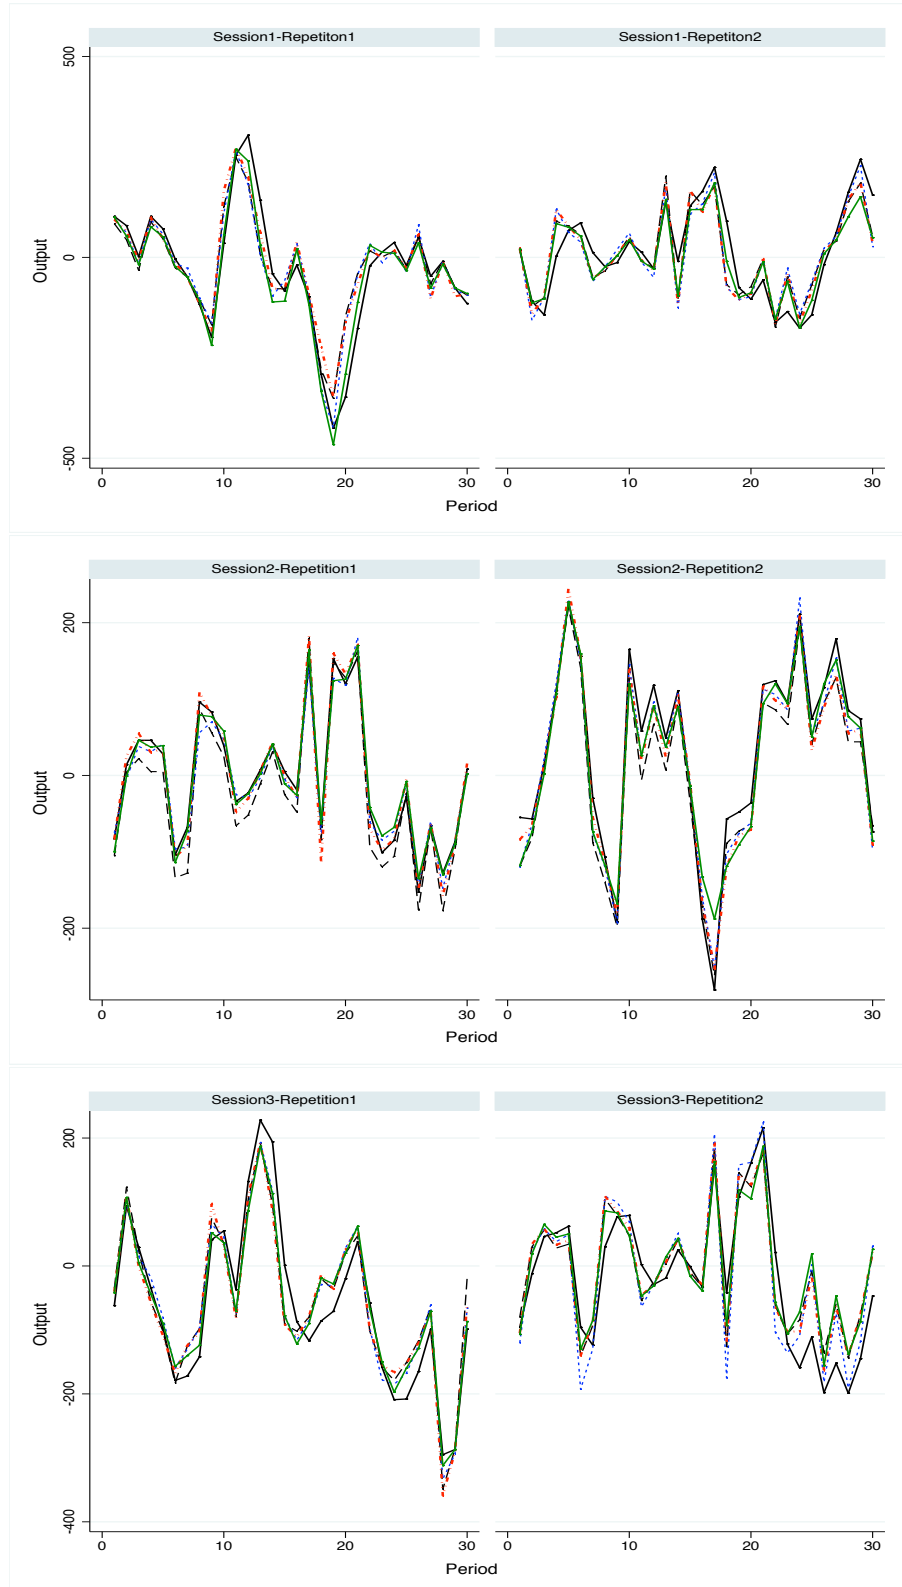 Session1-Repetiton1 Session1-Repetiton2
500
0
-500
Output
0 10 20 30 0 10 20 30
Period
Session2-Repetition1 Session2-Repetition2
200
0
-200
Output
0 10 20 30 0 10 20 30
Period
Session3-Repetition1 Session3-Repetition2
200
0
-200
-400
Output
0 10 20 30 0 10 20 30
Period